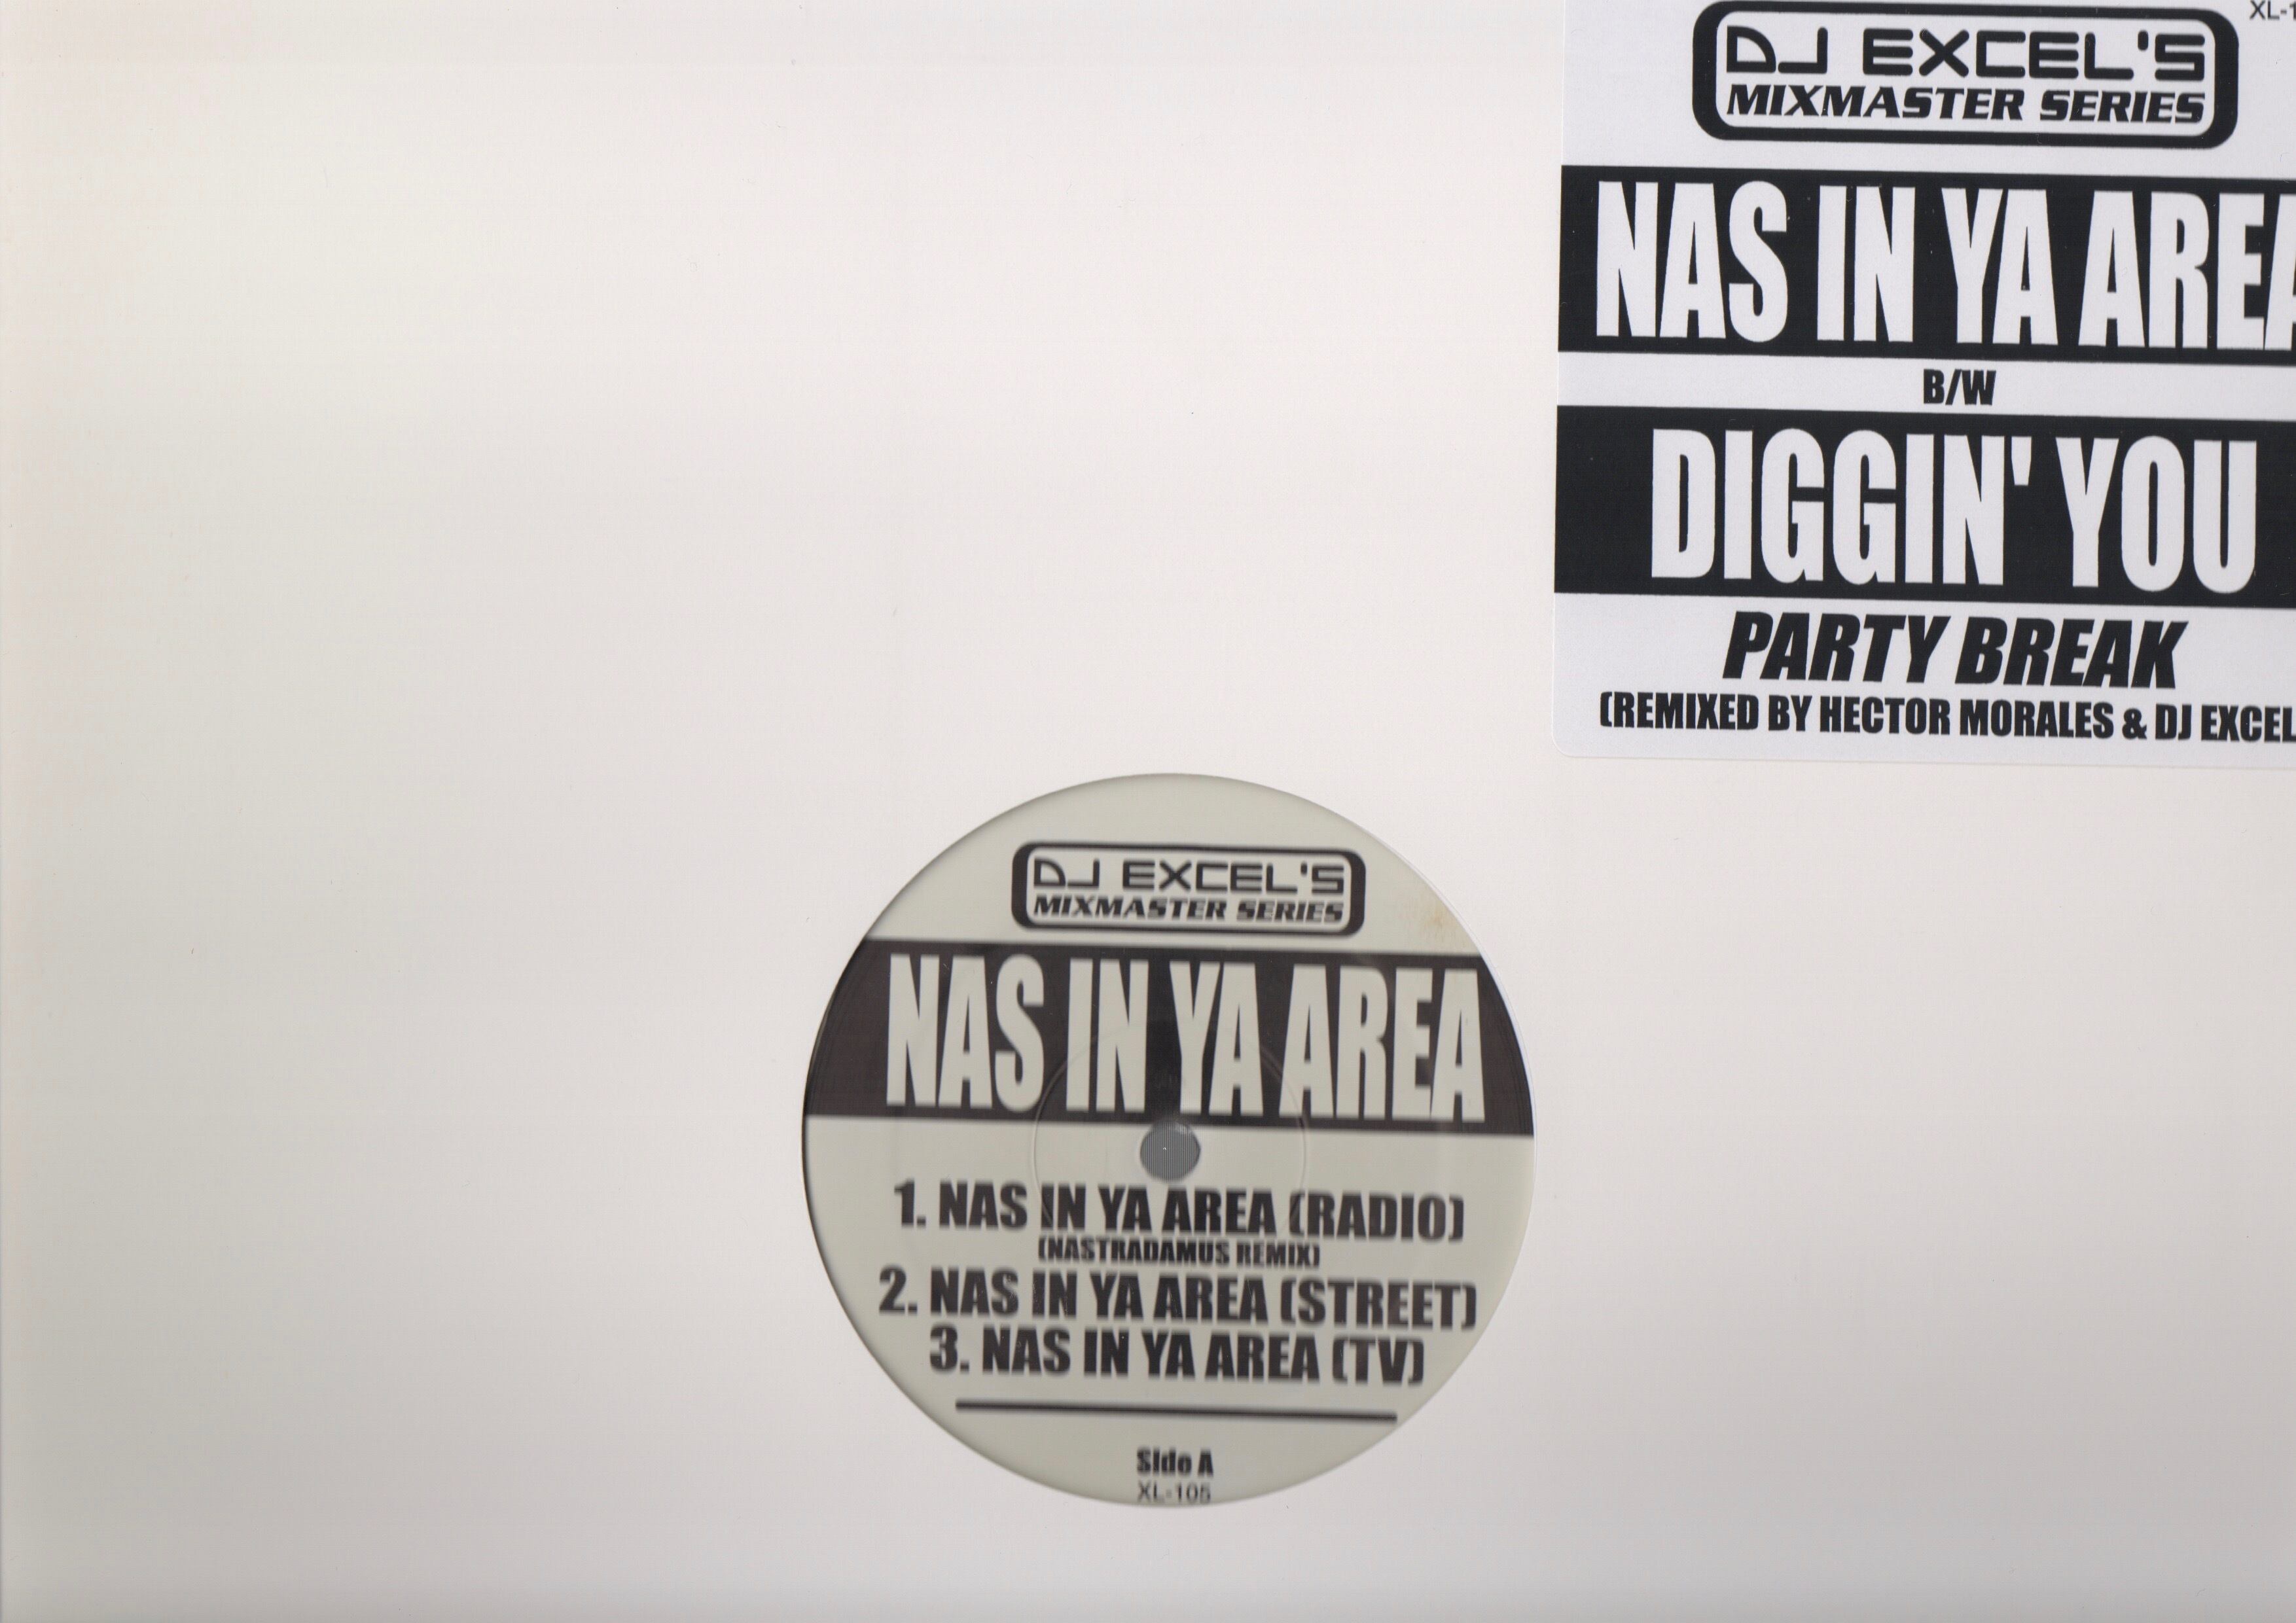 XL-1
DJ EXCEL'S
MIXMASTER SERIES
NAS IN YA AREA
B/W
DIGGIN' YOU
PARTY BREAK
(REMIXED BY HECTOR MORALES & DJ EXCEL
DJ EXCEL'S
MIXMASTER SERIES
NAS IN YA AREA
1. NAS IN YA AREA (RADIO)
(NASTRADAMUS REMIX)
2. NAS IN YA AREA (STREET)
3. NAS IN YA AREA (TV)
Side A
XL-105